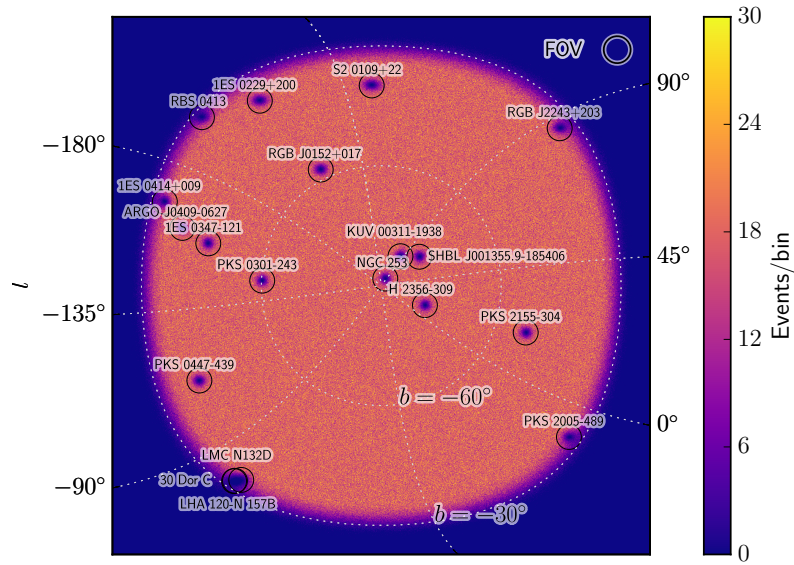 30
FOV
S2 0109+22
90°
1ES 0229+200
RBS 0413
RGB J2243+203
24
−180°
RGB J0152+017
1ES 0414+009
ARGO J0409-0627
1ES 0347-121
KUV 00311-1938
18
45°
PKS 0301-243
NGC 253
SHBL J001355.9-185406
l
H 2356-309
Events/bin
−135°
PKS 2155-304
12
PKS 0447-439
b = −60°
PKS 2005-489
0°
LMC N132D
6
−90°
30 Dor C
LHA 120-N 157B
b = −30°
0